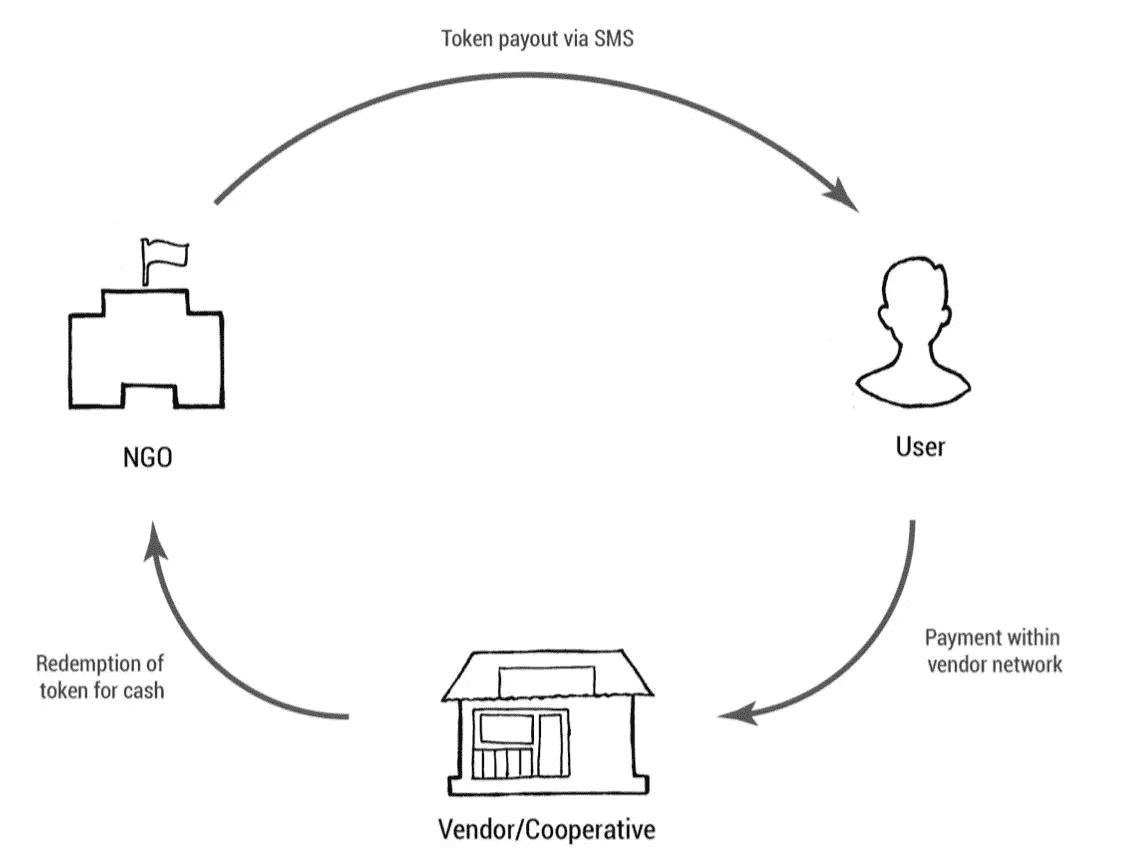 Token payout via SMS
NGO
User
Redemption of
token for cash
Payment within
vendor network
Vendor/Cooperative